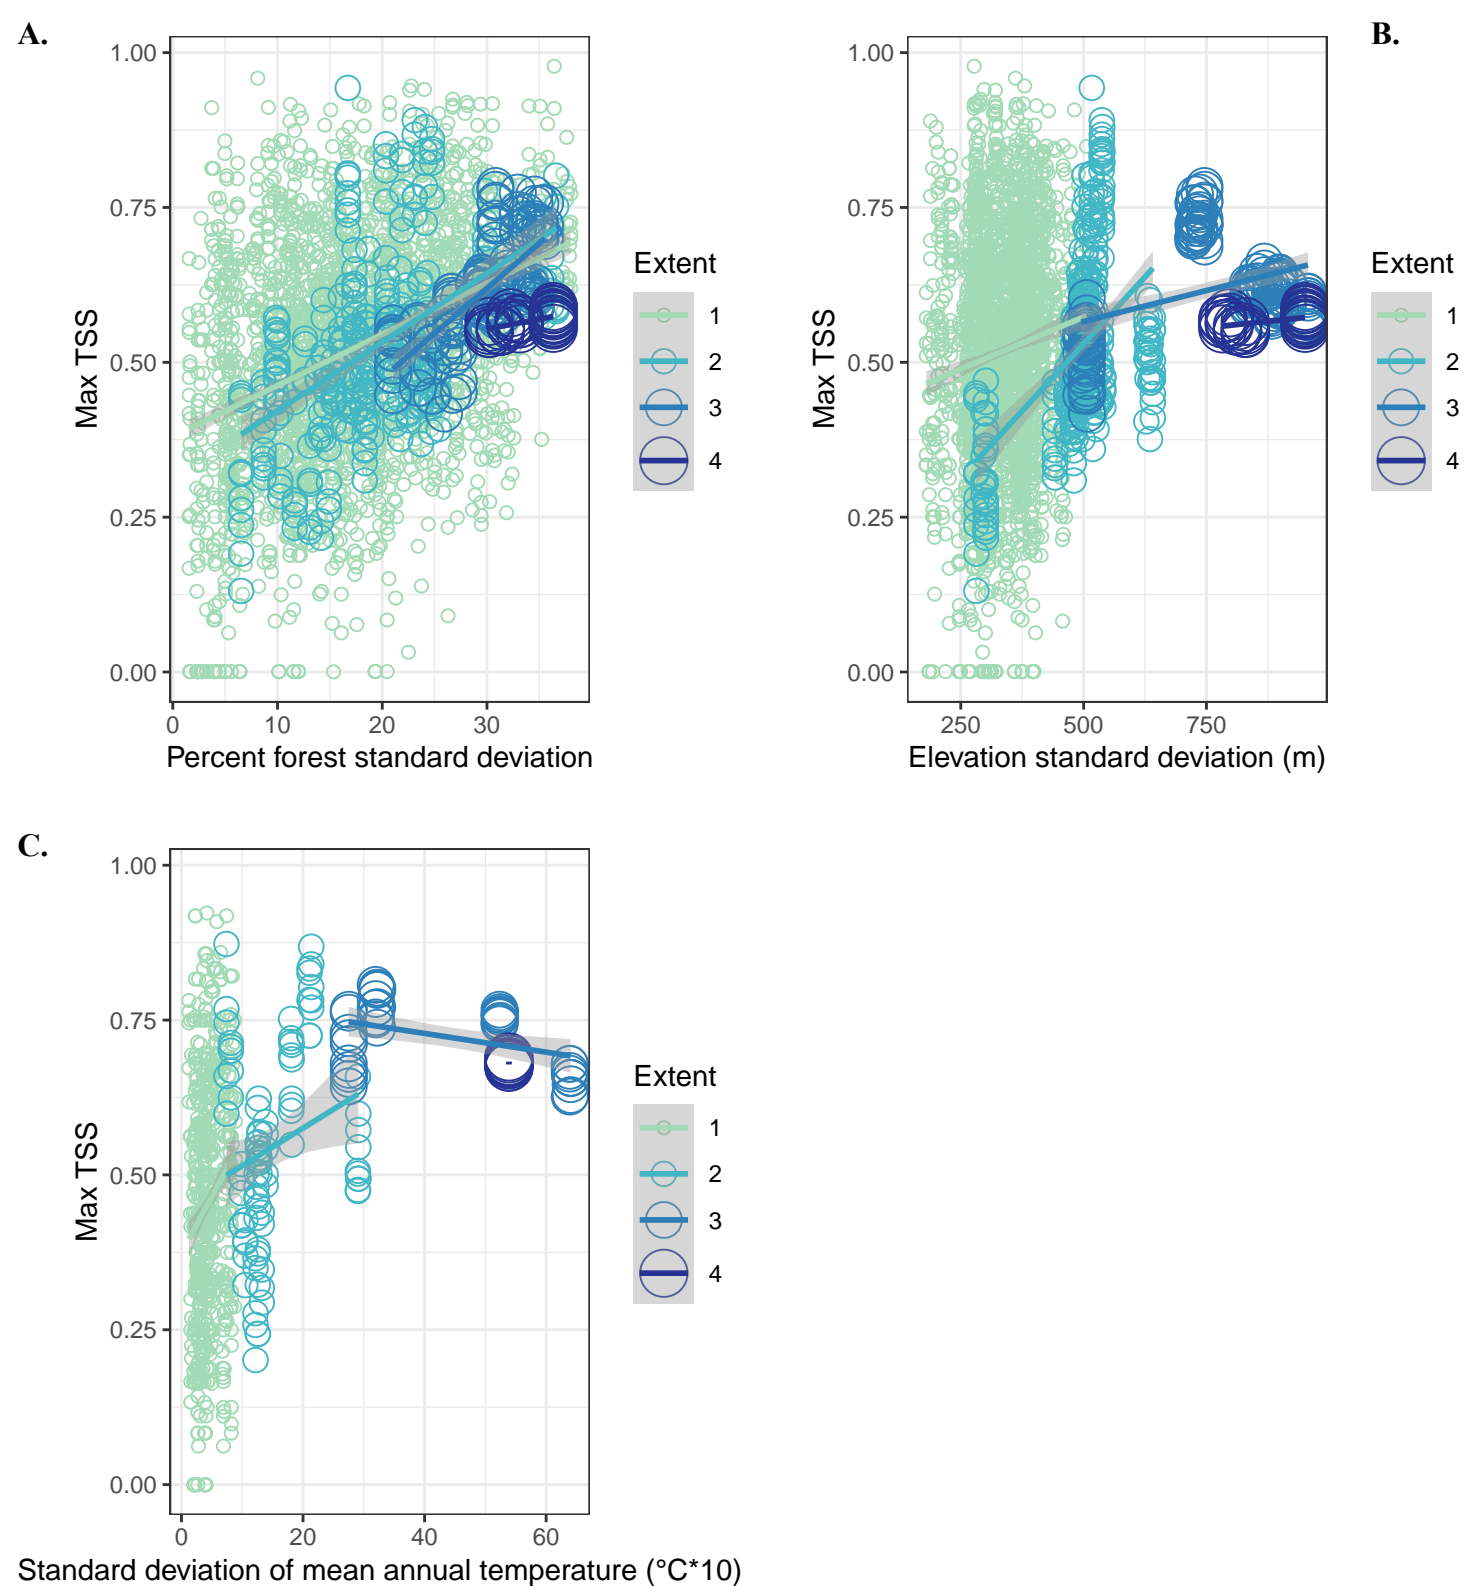 A.
1.00
0.75
0.50
0.25
0.00
Max TSS
0 10 20 30
Percent forest standard deviation
Extent
1
2
3
4
B.
1.00
0.75
0.50
0.25
0.00
Max TSS
250 500 750
Elevation standard deviation (m)
Extent
1
2
3
4
C.
1.00
0.75
0.50
0.25
0.00
Max TSS
0 20 40 60
Standard deviation of mean annual temperature (°C*10)
Extent
1
2
3
4